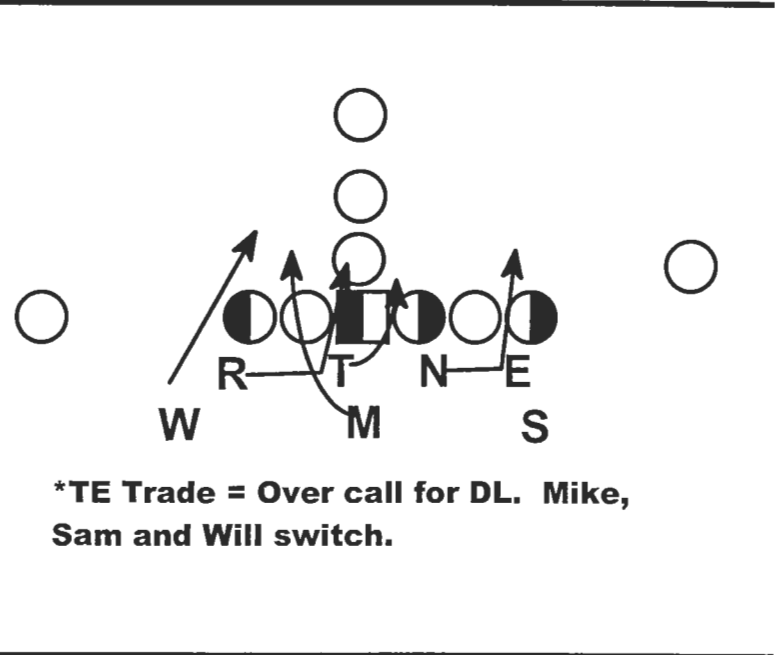 R T N E
W M S
*TE Trade = Over call for DL. Mike,
Sam and Will switch.